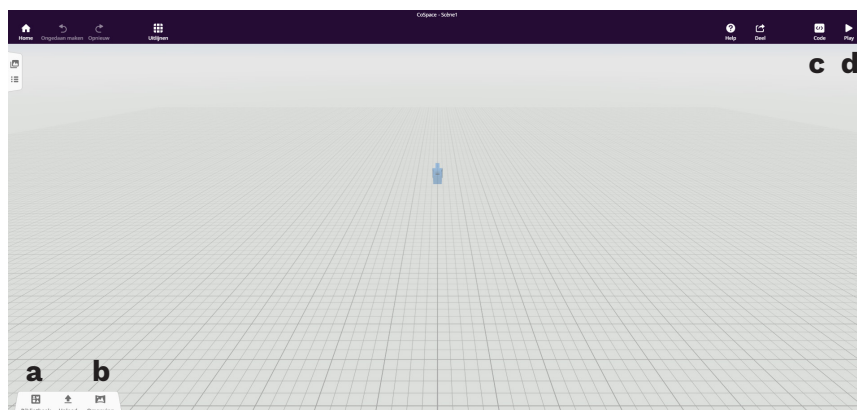 CoSpace - Scène1
Home Ongedaan maken Opnieuw Uitlijnen Help Deel Code Play
c d
a b